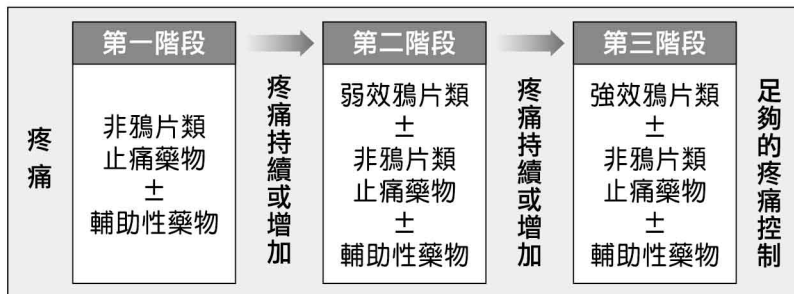 疼痛
第一階段
非鴉片類
止痛藥物
±
輔助性藥物
疼痛持續或增加
第二階段
弱效鴉片類
±
非鴉片類
止痛藥物
±
輔助性藥物
疼痛持續或增加
第三階段
強效鴉片類
±
非鴉片類
止痛藥物
±
輔助性藥物
足夠的疼痛控制